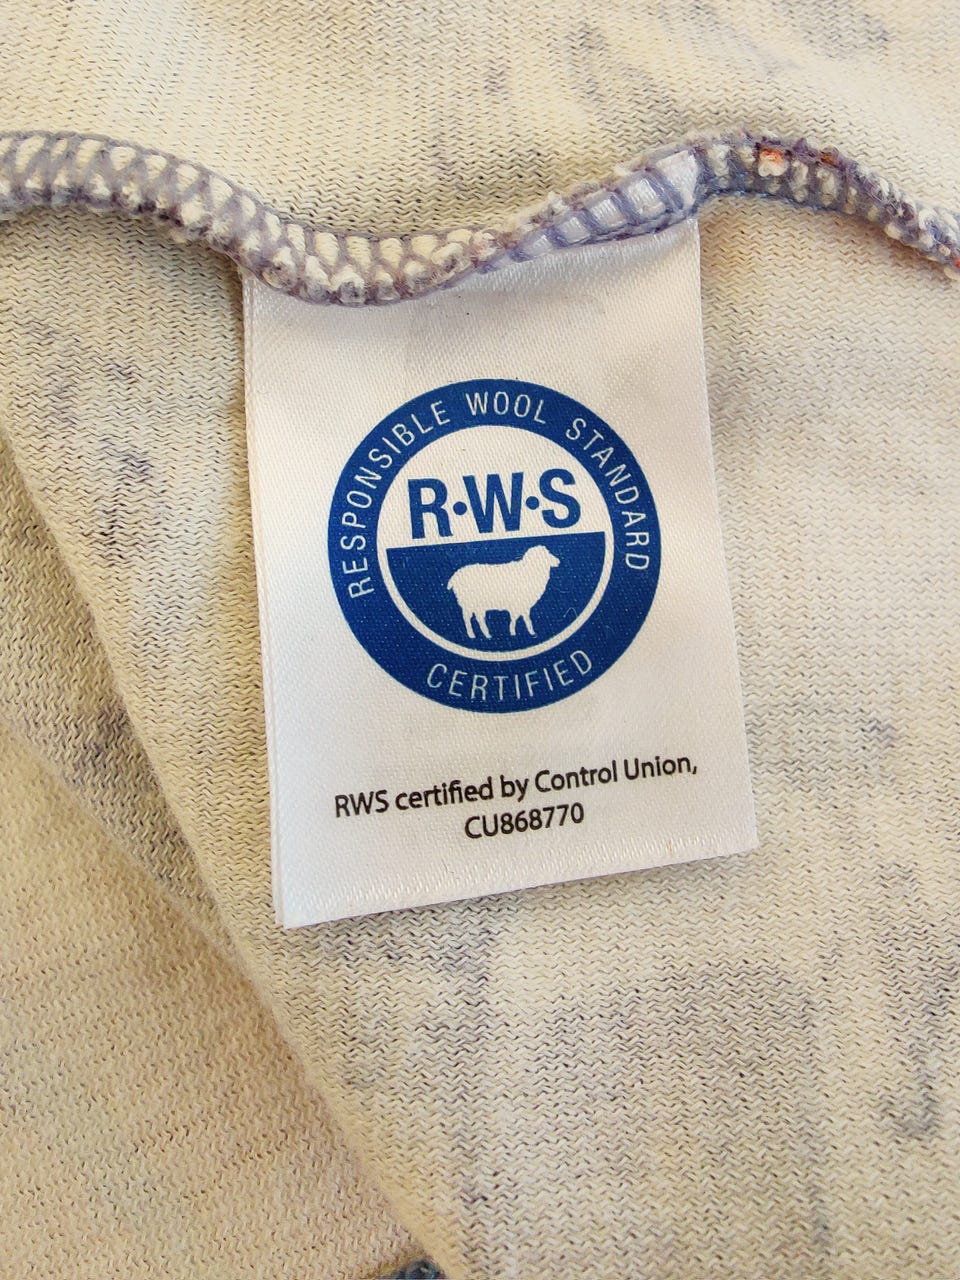 RESPONSIBLE WOOL STANDARD
R·W·S
CERTIFIED
RWS certified by Control Union,
CU868770